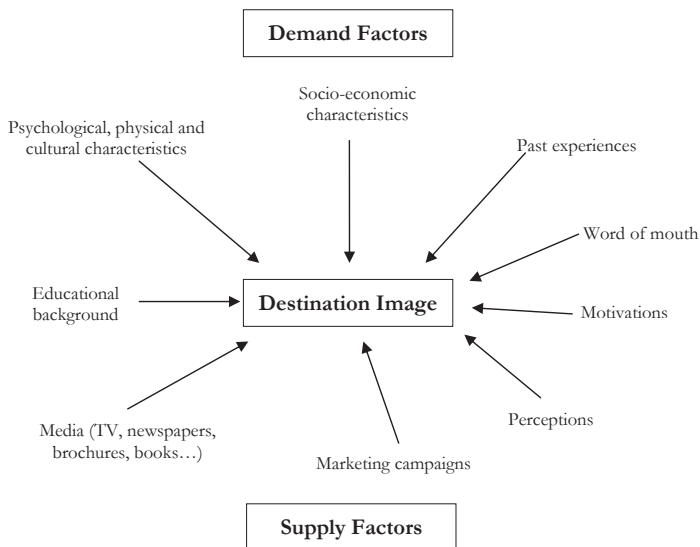 Demand Factors
Socio-economic
characteristics
Psychological, physical and
cultural characteristics
Past experiences
Word of mouth
Educational
background
Destination Image
Motivations
Perceptions
Media (TV, newspapers,
brochures, books…)
Marketing campaigns
Supply Factors